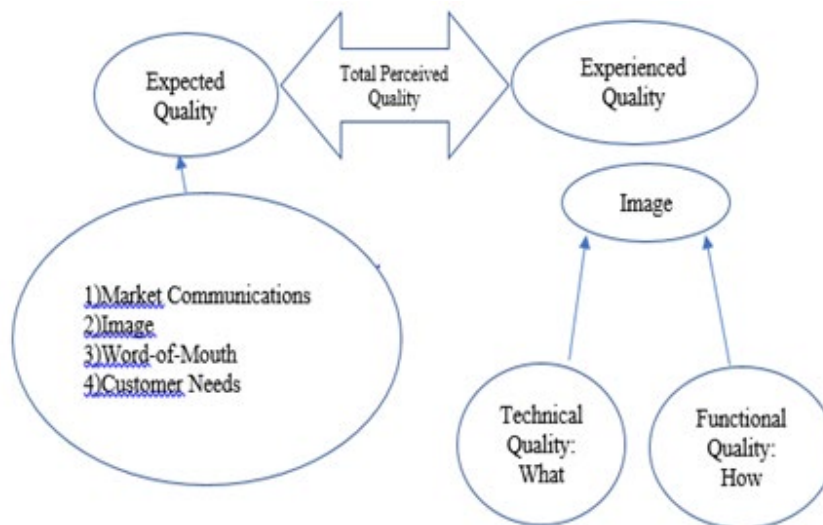 Expected
Quality
Total Perceived
Quality
Experienced
Quality
Image
1)Market Communications
2)Image
3)Word-of-Mouth
4)Customer Needs
Technical
Quality:
What
Functional
Quality:
How